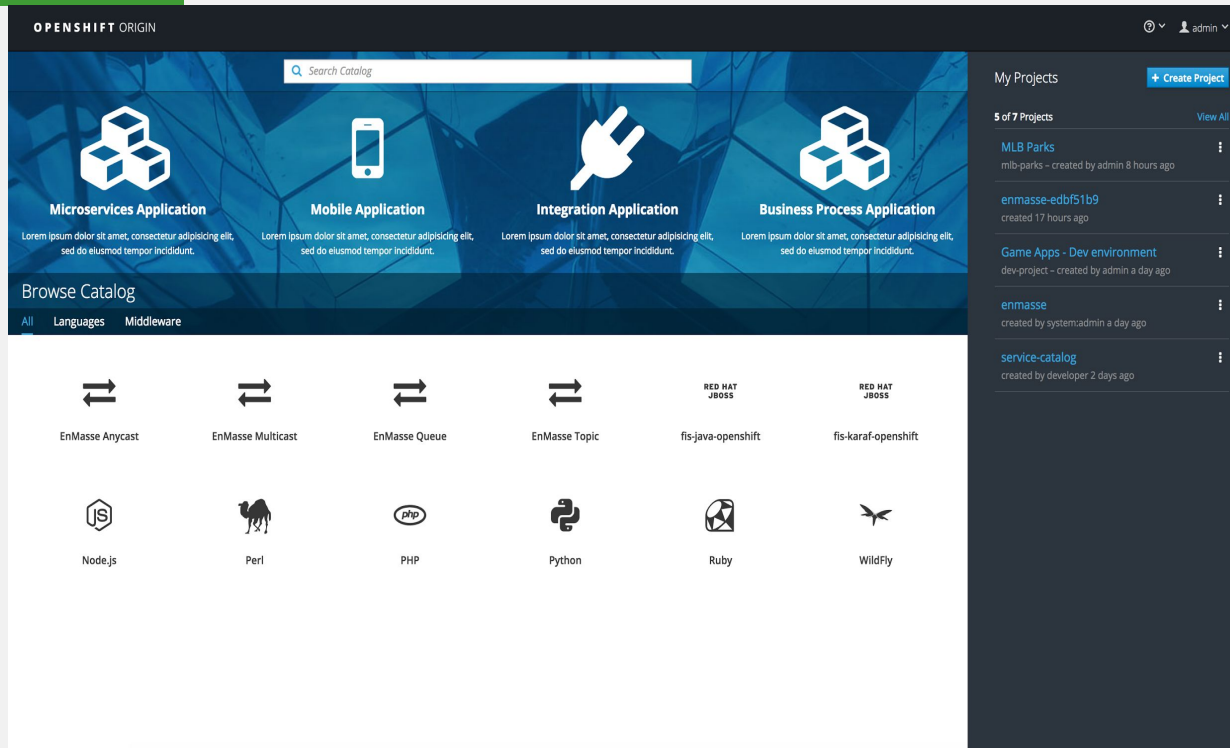 OPENSHIFT ORIGIN
admin
Search Catalog
Microservices Application
Lorem ipsum dolor sit amet, consectetur adipisicing elit,
sed do eiusmod tempor incididunt.
Mobile Application
Lorem ipsum dolor sit amet, consectetur adipisicing elit,
sed do eiusmod tempor incididunt.
Integration Application
Lorem ipsum dolor sit amet, consectetur adipisicing elit,
sed do eiusmod tempor incididunt.
Business Process Application
Lorem ipsum dolor sit amet, consectetur adipisicing elit,
sed do eiusmod tempor incididunt.
Browse Catalog
All Languages Middleware
EnMasse Anycast
EnMasse Multicast
EnMasse Queue
EnMasse Topic
RED HAT
JBOSS
fis-java-openshift
RED HAT
JBOSS
fis-karaf-openshift
JS
Node.js
Perl
php
PHP
Python
Ruby
WildFly
My Projects
+ Create Project
5 of 7 Projects
View All
MLB Parks
mlb-parks – created by admin 8 hours ago
enmasse-edbf51b9
created 17 hours ago
Game Apps - Dev environment
dev-project – created by admin a day ago
enmasse
created by system:admin a day ago
service-catalog
created by developer 2 days ago